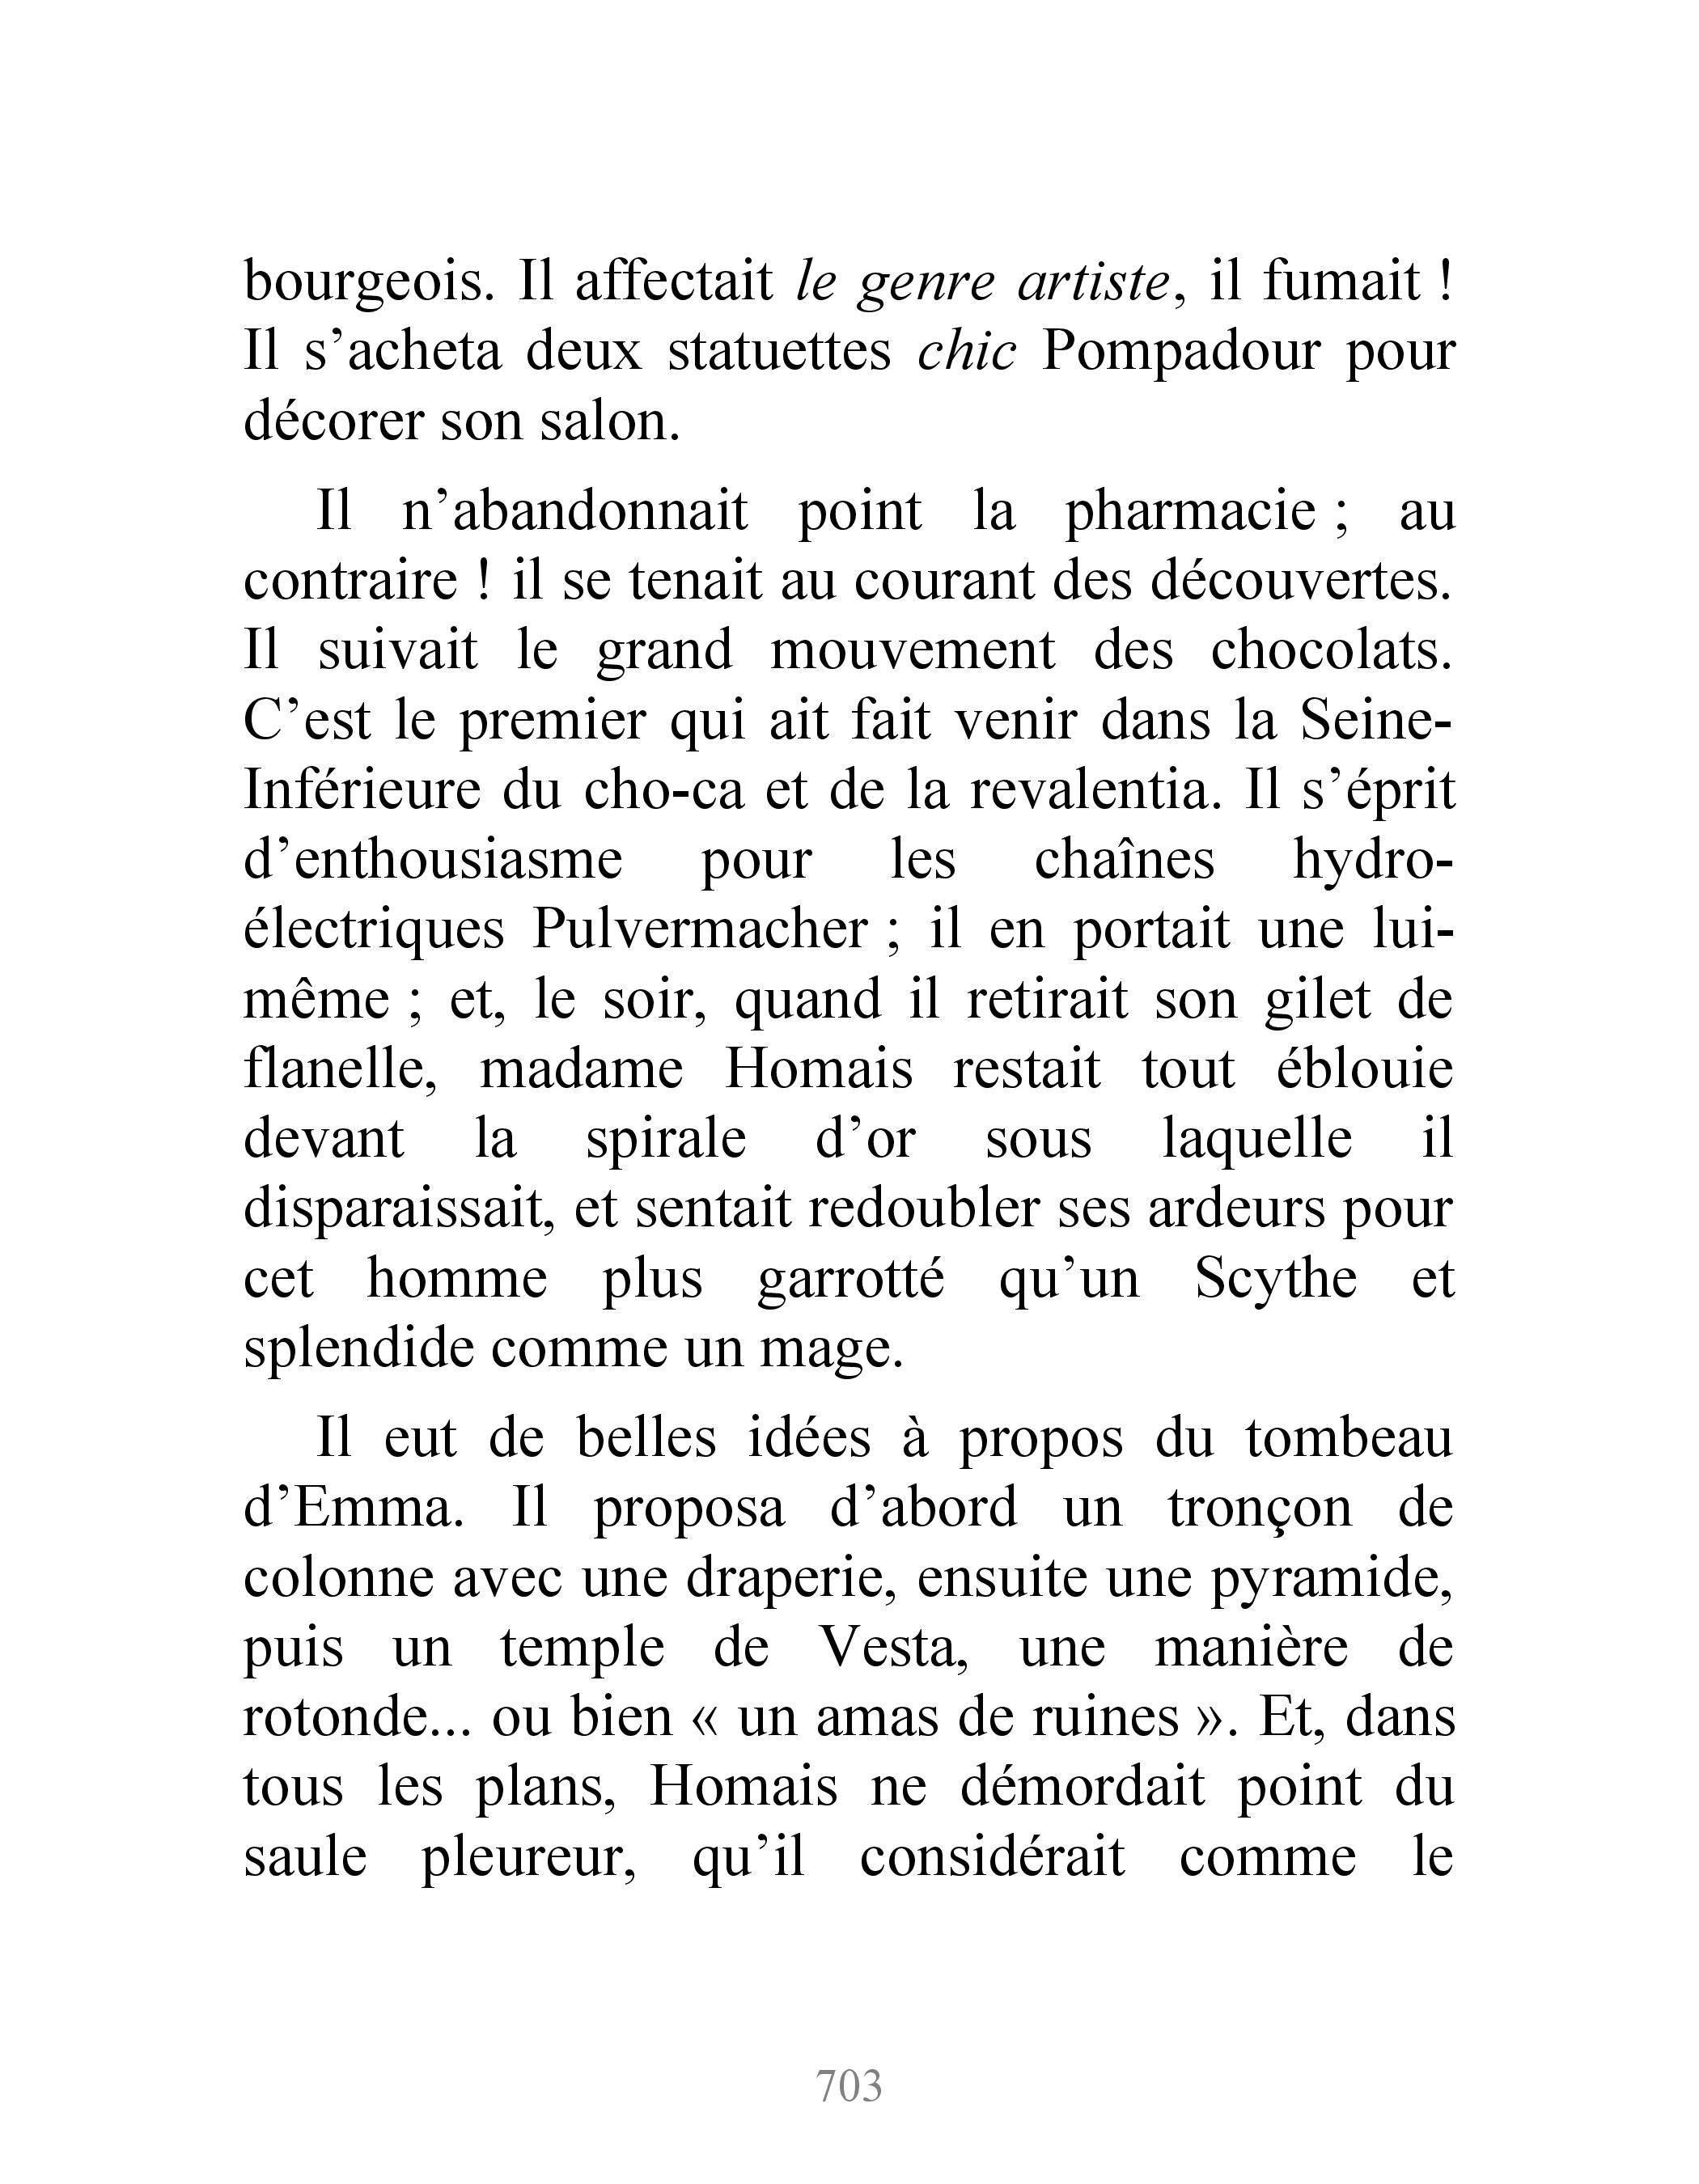 bourgeois. Il affectait le genre artiste, il fumait !
Il s’acheta deux statuettes chic Pompadour pour
décorer son salon.
Il n’abandonnait point la pharmacie ; au
contraire ! il se tenait au courant des découvertes.
Il suivait le grand mouvement des chocolats.
C’est le premier qui ait fait venir dans la Seine-
Inférieure du cho-ca et de la revalentia. Il s’éprit
d’enthousiasme pour les chaînes hydro-
électriques Pulvermacher ; il en portait une lui-
même ; et, le soir, quand il retirait son gilet de
flanelle, madame Homais restait tout éblouie
devant la spirale d’or sous laquelle il
disparaissait, et sentait redoubler ses ardeurs pour
cet homme plus garrotté qu’un Scythe et
splendide comme un mage.
Il eut de belles idées à propos du tombeau
d’Emma. Il proposa d’abord un tronçon de
colonne avec une draperie, ensuite une pyramide,
puis un temple de Vesta, une manière de
rotonde... ou bien « un amas de ruines ». Et, dans
tous les plans, Homais ne démordait point du
saule pleureur, qu’il considérait comme le
703